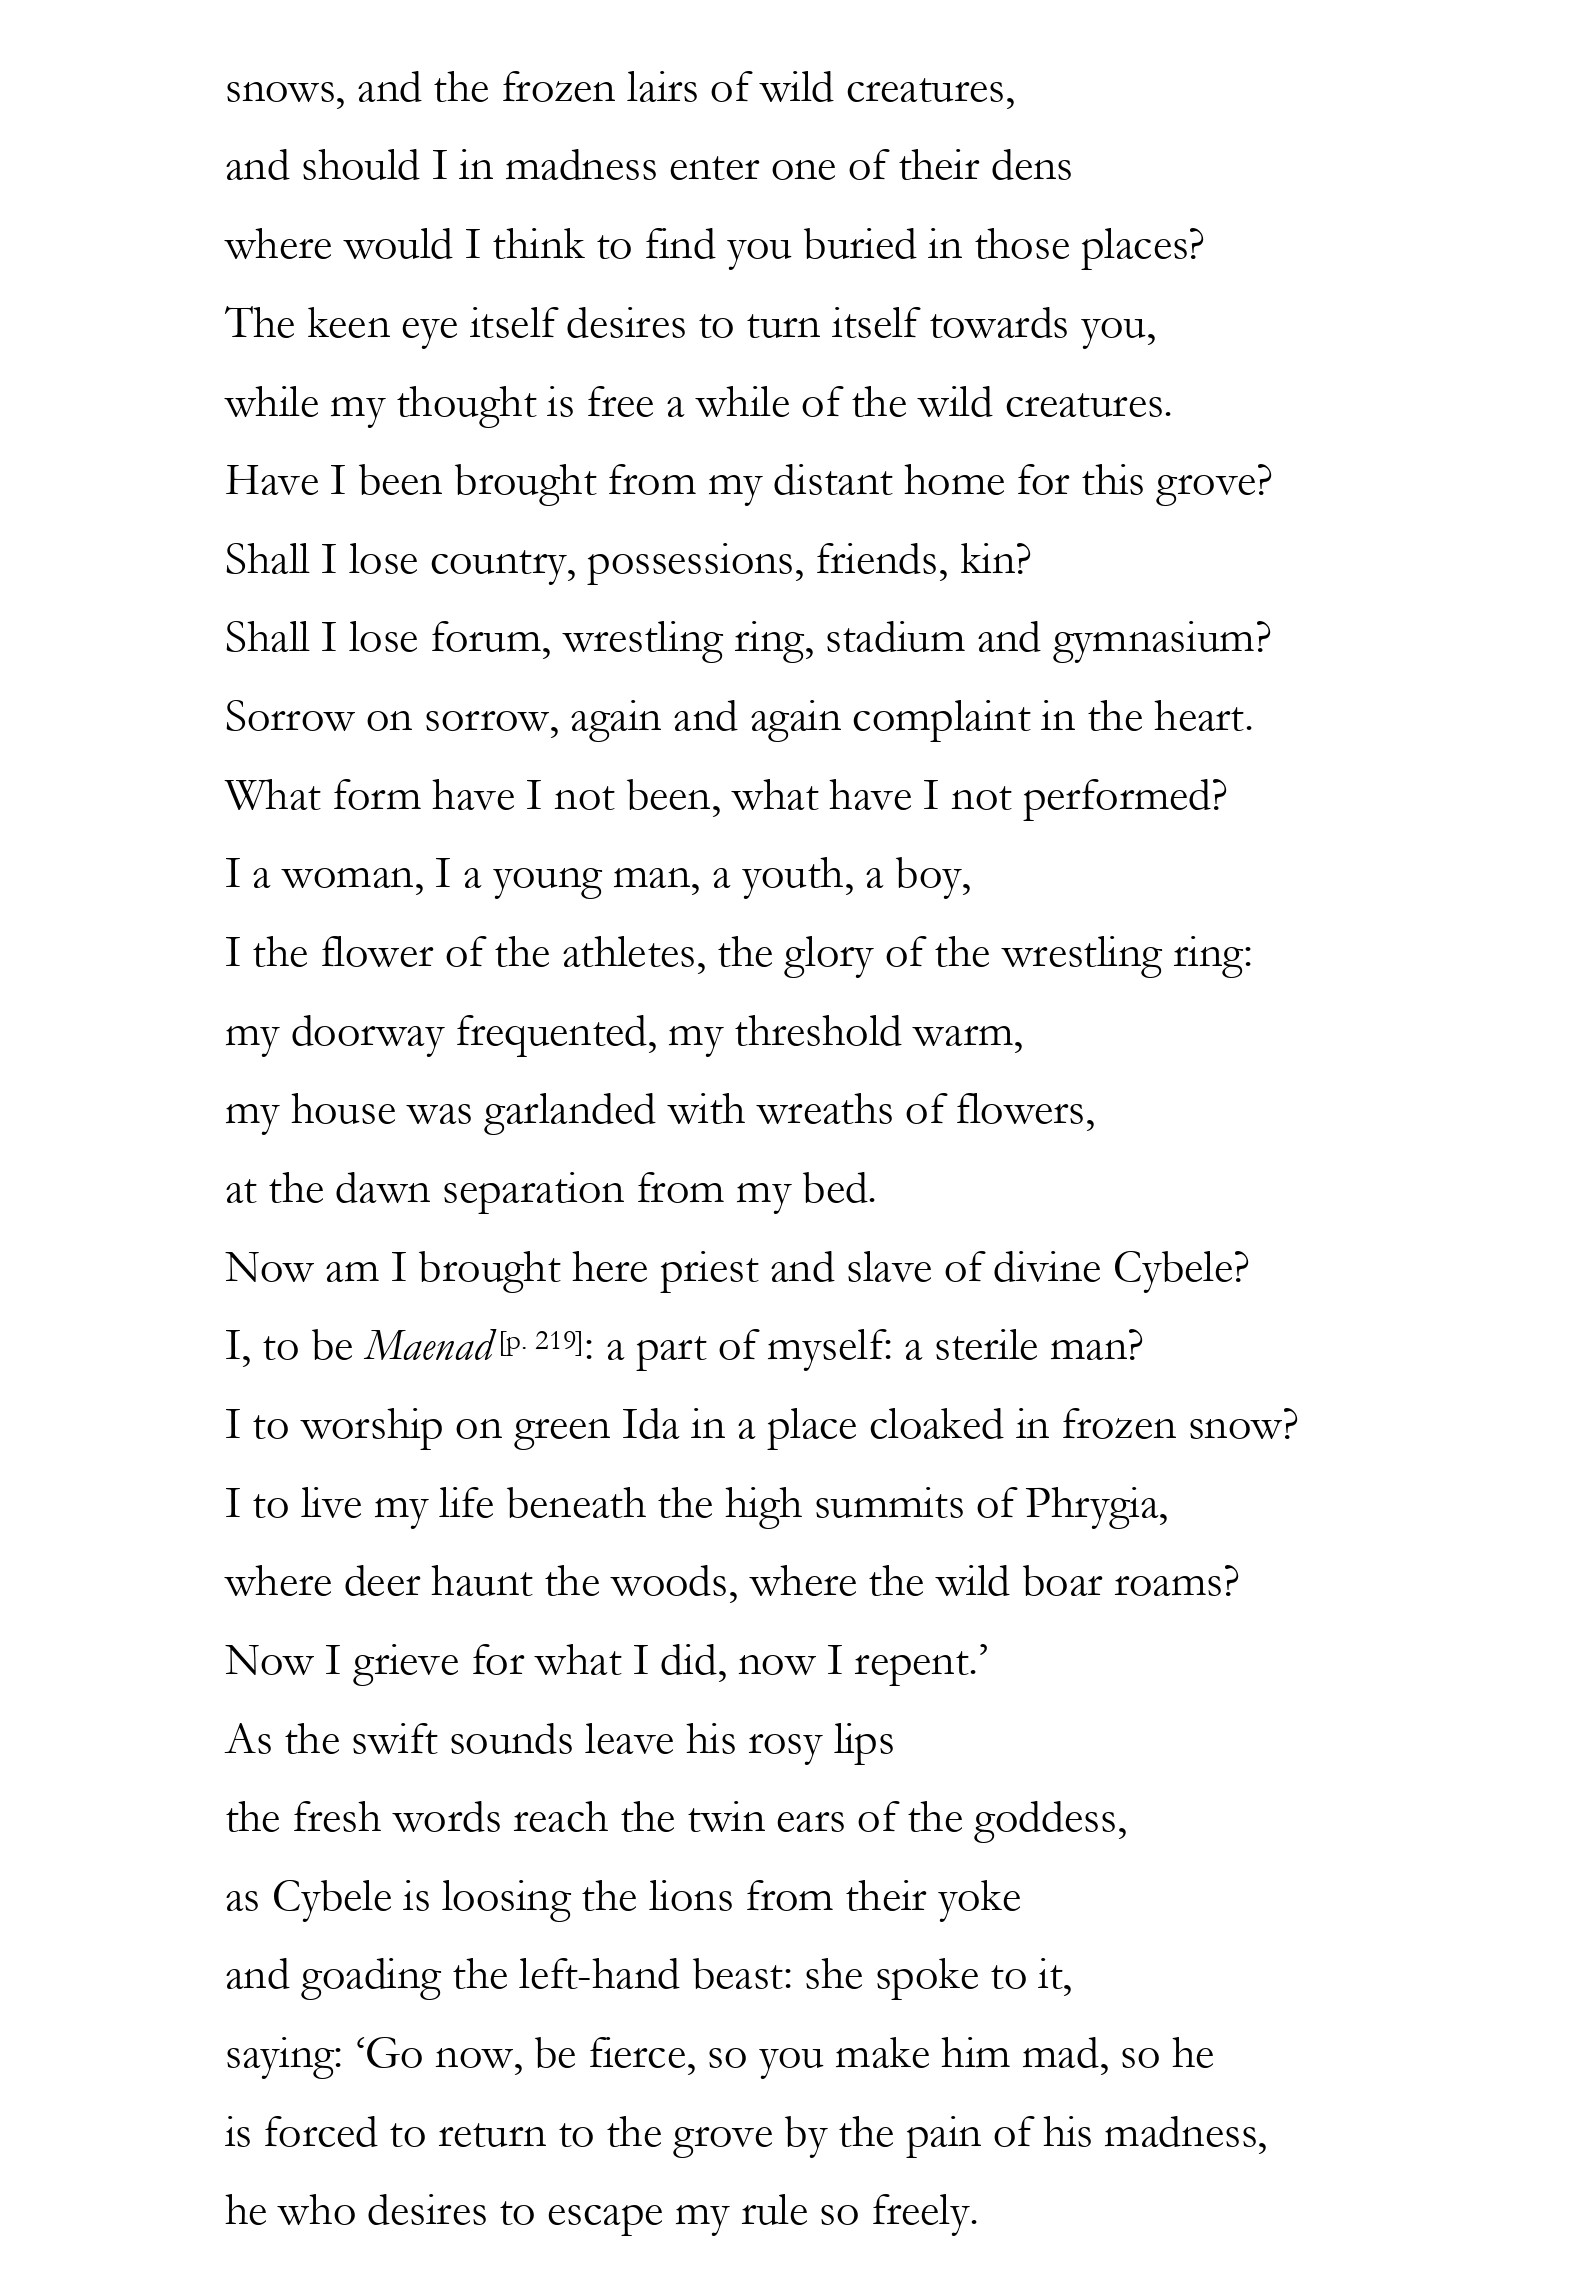 snows, and the frozen lairs of wild creatures,
and should I in madness enter one of their dens
where would I think to find you buried in those places?
The keen eye itself desires to turn itself towards you,
while my thought is free a while of the wild creatures.
Have I been brought from my distant home for this grove?
Shall I lose country, possessions, friends, kin?
Shall I lose forum, wrestling ring, stadium and gymnasium?
Sorrow on sorrow, again and again complaint in the heart.
What form have I not been, what have I not performed?
I a woman, I a young man, a youth, a boy,
I the flower of the athletes, the glory of the wrestling ring:
my doorway frequented, my threshold warm,
my house was garlanded with wreaths of flowers,
at the dawn separation from my bed.
Now am I brought here priest and slave of divine Cybele?
I, to be Maenad[p. 219]: a part of myself: a sterile man?
I to worship on green Ida in a place cloaked in frozen snow?
I to live my life beneath the high summits of Phrygia,
where deer haunt the woods, where the wild boar roams?
Now I grieve for what I did, now I repent.’
As the swift sounds leave his rosy lips
the fresh words reach the twin ears of the goddess,
as Cybele is loosing the lions from their yoke
and goading the left-hand beast: she spoke to it,
saying: ‘Go now, be fierce, so you make him mad, so he
is forced to return to the grove by the pain of his madness,
he who desires to escape my rule so freely.